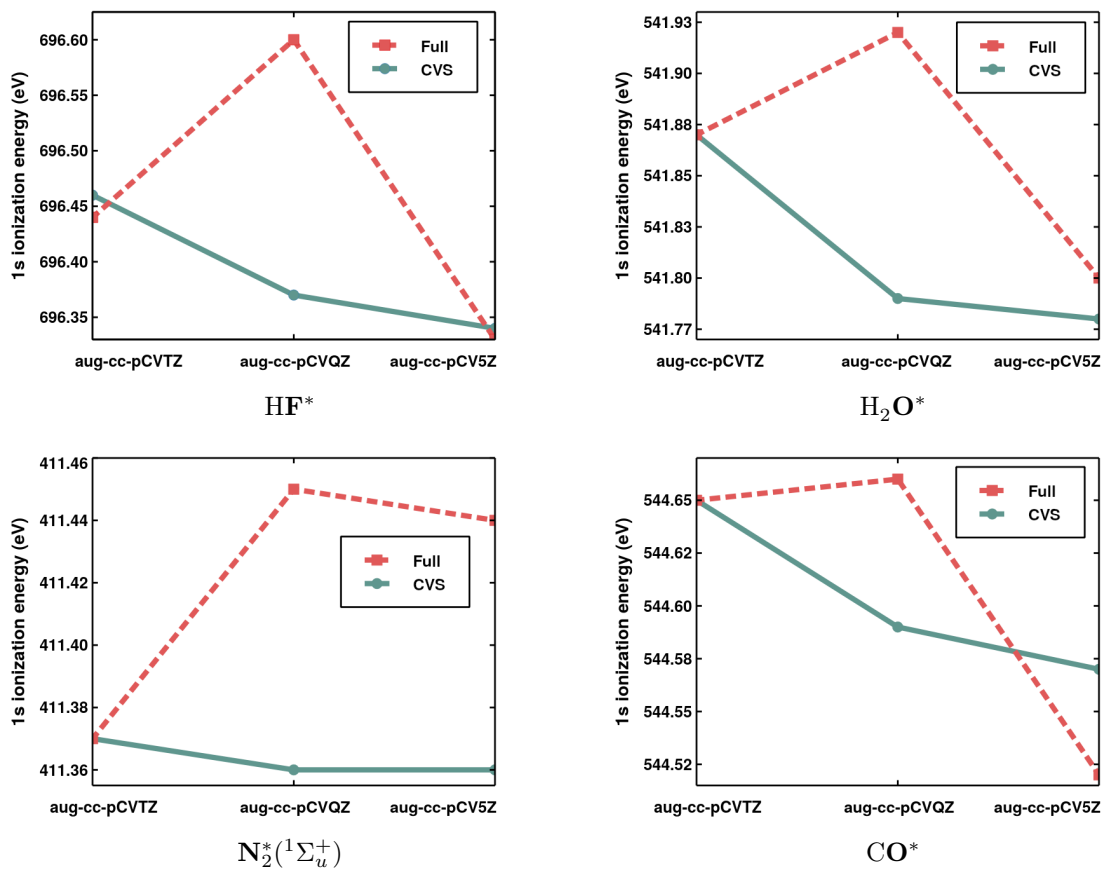 1s ionization energy (eV)
696.60
696.55
696.50
696.45
696.40
696.35
Full
CVS
aug-cc-pCVTZ aug-cc-pCVQZ aug-cc-pCV5Z
HF*
1s ionization energy (eV)
541.93
541.90
541.88
541.85
541.83
541.80
541.77
Full
CVS
aug-cc-pCVTZ aug-cc-pCVQZ aug-cc-pCV5Z
H₂O*
1s ionization energy (eV)
411.46
411.44
411.42
411.40
411.38
411.36
Full
CVS
aug-cc-pCVTZ aug-cc-pCVQZ aug-cc-pCV5Z
N₂*(¹Σᵤ⁺)
1s ionization energy (eV)
544.65
544.62
544.60
544.58
544.55
544.52
Full
CVS
aug-cc-pCVTZ aug-cc-pCVQZ aug-cc-pCV5Z
CO*